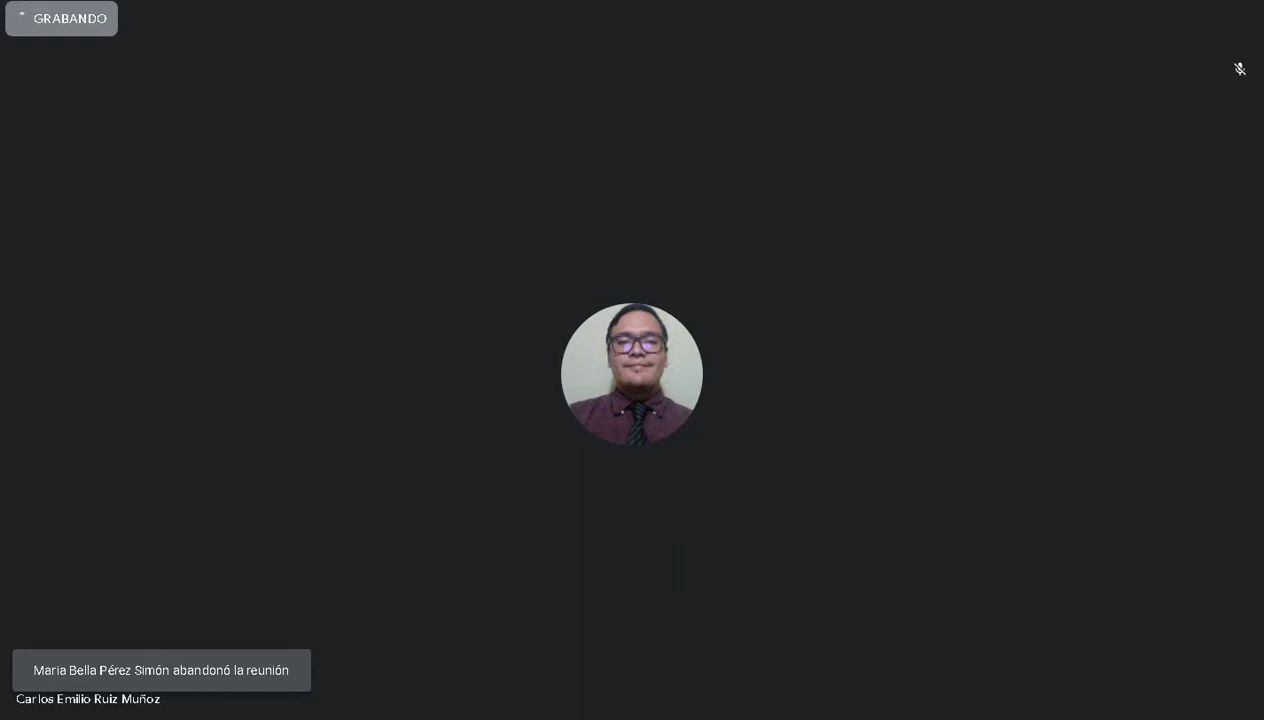 GRABANDO
Maria Bella Pérez Simón abandonó la reunión
Carlos Emilio Ruiz Muñoz